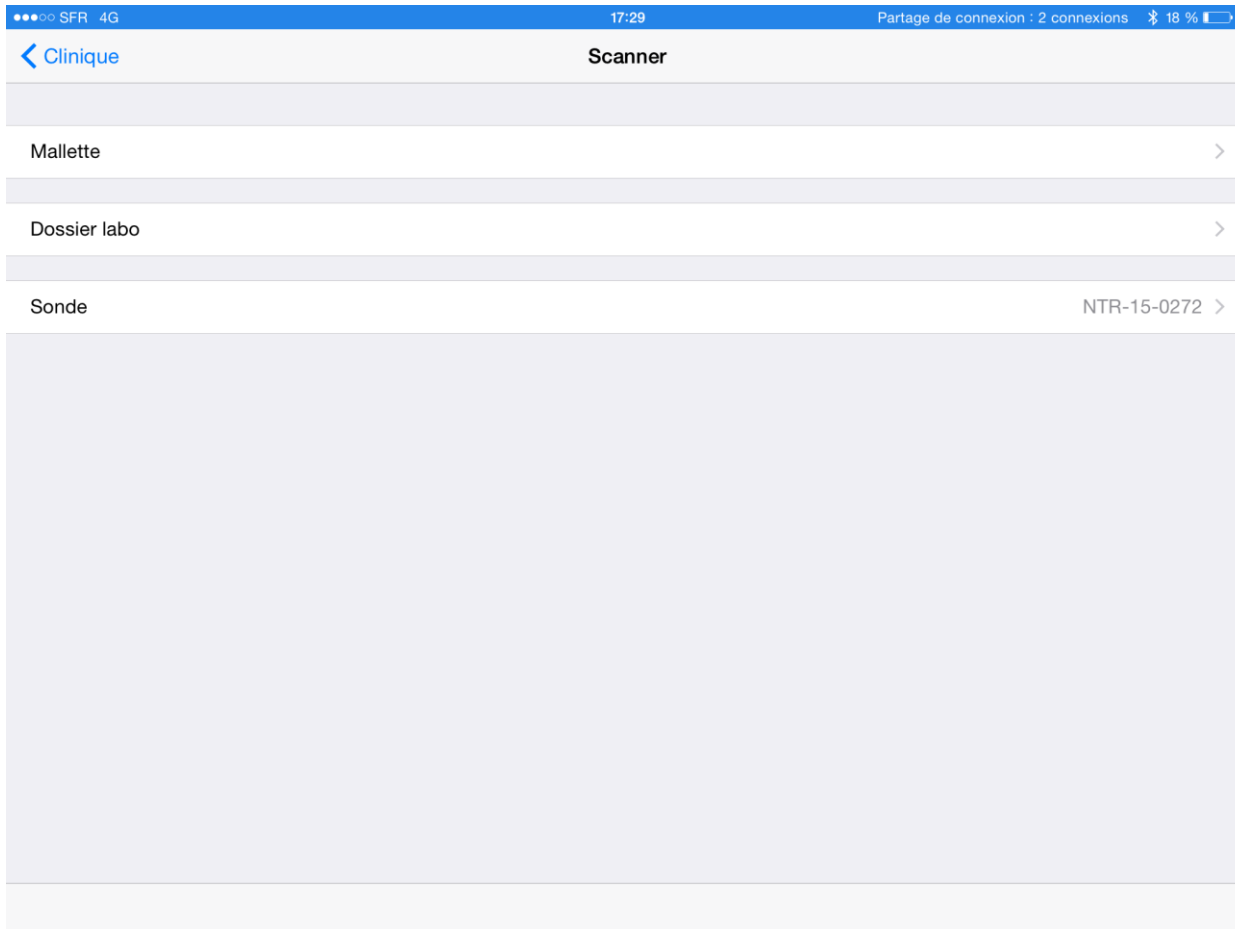 SFR 4G 17:29 Partage de connexion : 2 connexions 18 %
Clinique Scanner
Mallette
Dossier labo
Sonde NTR-15-0272